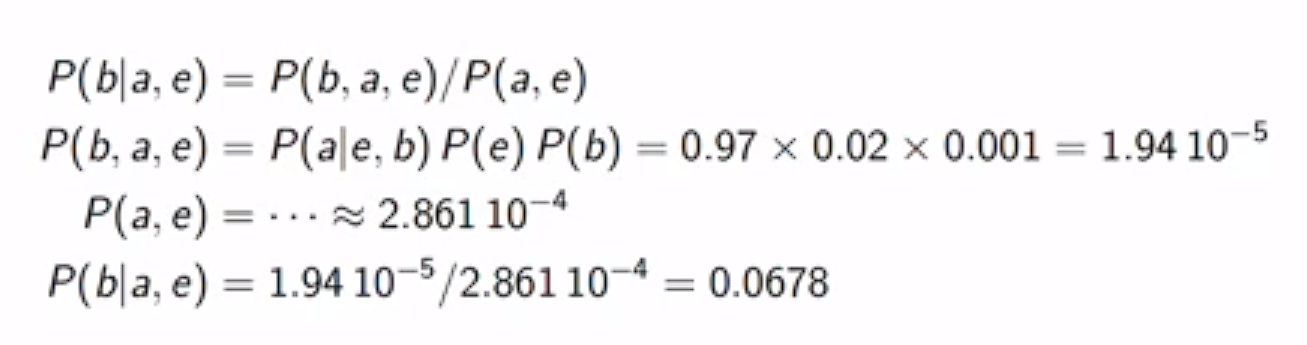 P(b|a, e) = P(b, a, e)/P(a, e)
P(b, a, e) = P(a|e, b) P(e) P(b) = 0.97 × 0.02 × 0.001 = 1.94 10⁻⁵
P(a, e) = ··· ≈ 2.861 10⁻⁴
P(b|a, e) = 1.94 10⁻⁵/2.861 10⁻⁴ = 0.0678